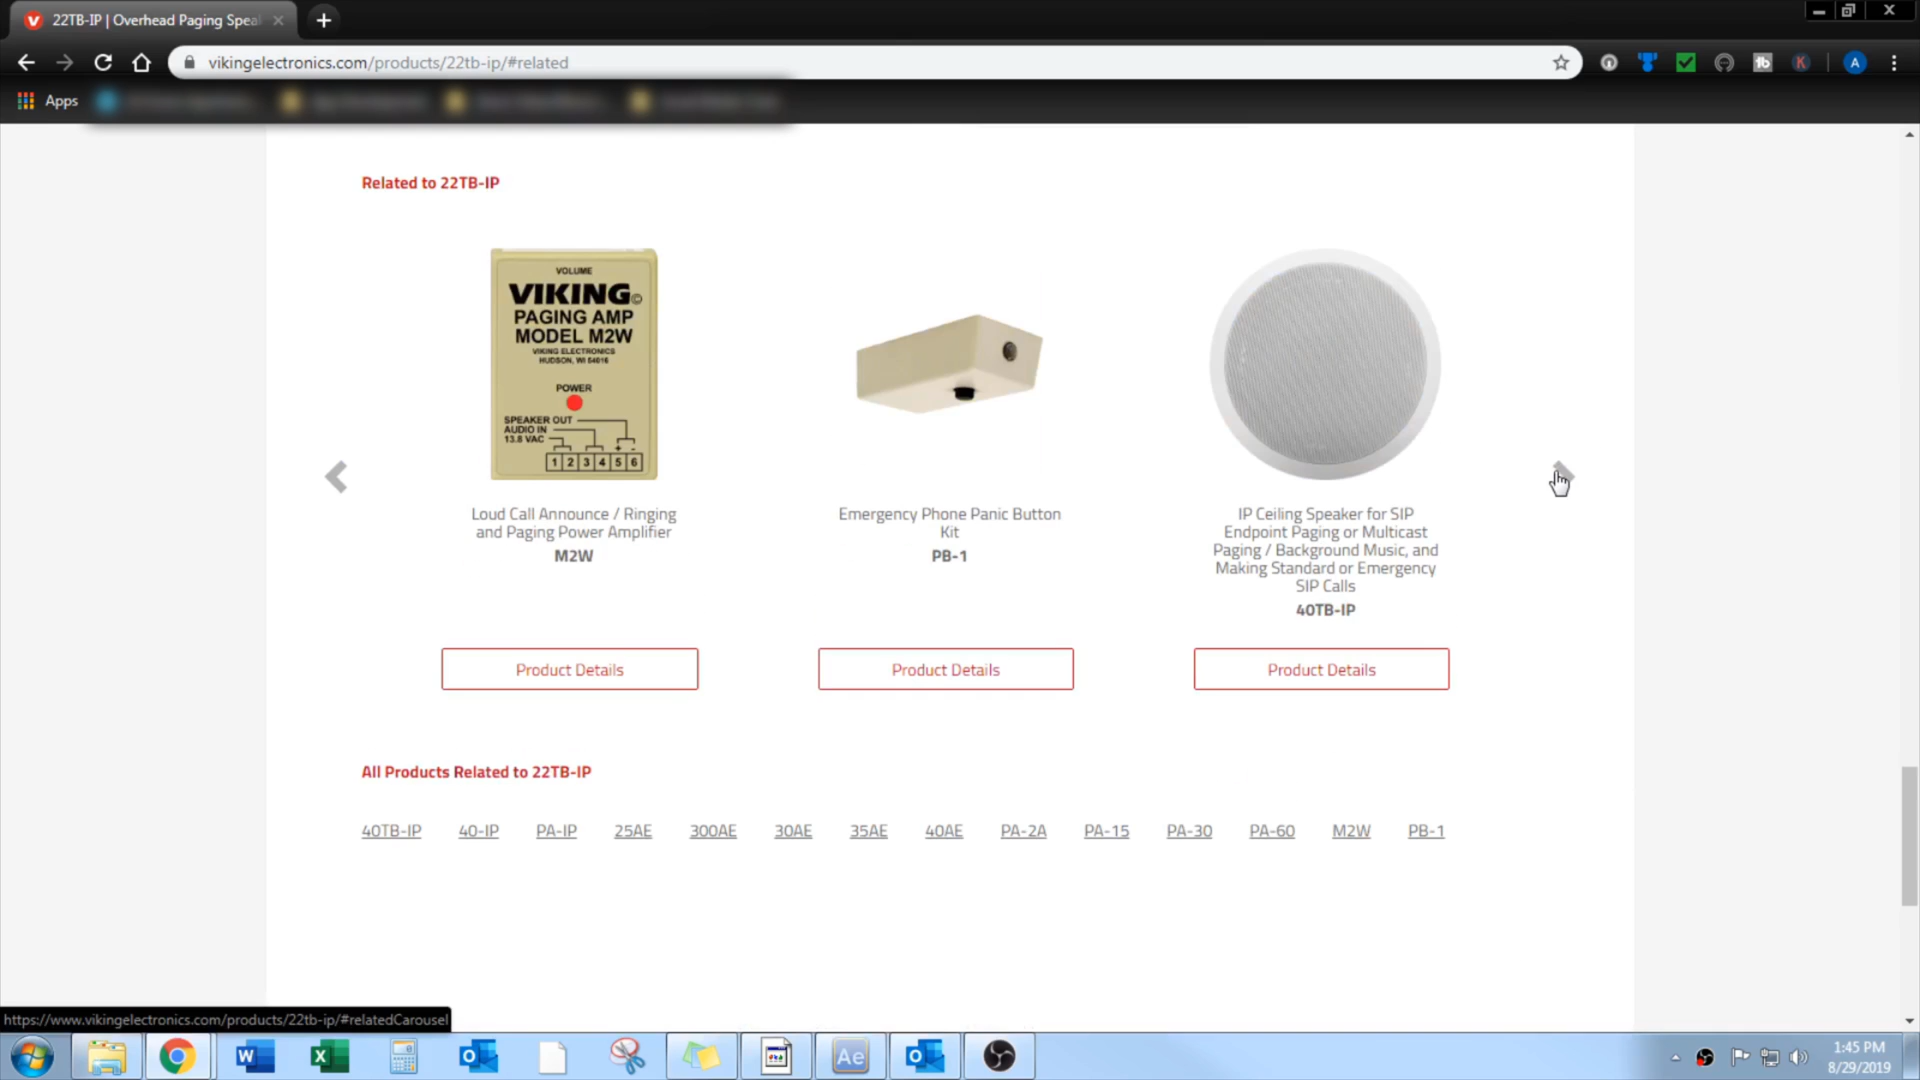 22TB-IP | Overhead Paging Spea
vikingelectronics.com/products/22tb-ip/#related
Apps
Related to 22TB-IP
VOLUME
VIKING©
PAGING AMP
MODEL M2W
VIKING ELECTRONICS
HUDSON, WI 54016
POWER
SPEAKER OUT
AUDIO IN
13.8 VAC
+ -
1 2 3 4 5 6
Loud Call Announce / Ringing
and Paging Power Amplifier
M2W
Product Details
Emergency Phone Panic Button
Kit
PB-1
Product Details
IP Ceiling Speaker for SIP
Endpoint Paging or Multicast
Paging / Background Music, and
Making Standard or Emergency
SIP Calls
40TB-IP
Product Details
All Products Related to 22TB-IP
40TB-IP 40-IP PA-IP 25AE 300AE 30AE 35AE 40AE PA-2A PA-15 PA-30 PA-60 M2W PB-1
https://www.vikingelectronics.com/products/22tb-ip/#relatedCarousel
1:45 PM
8/29/2019